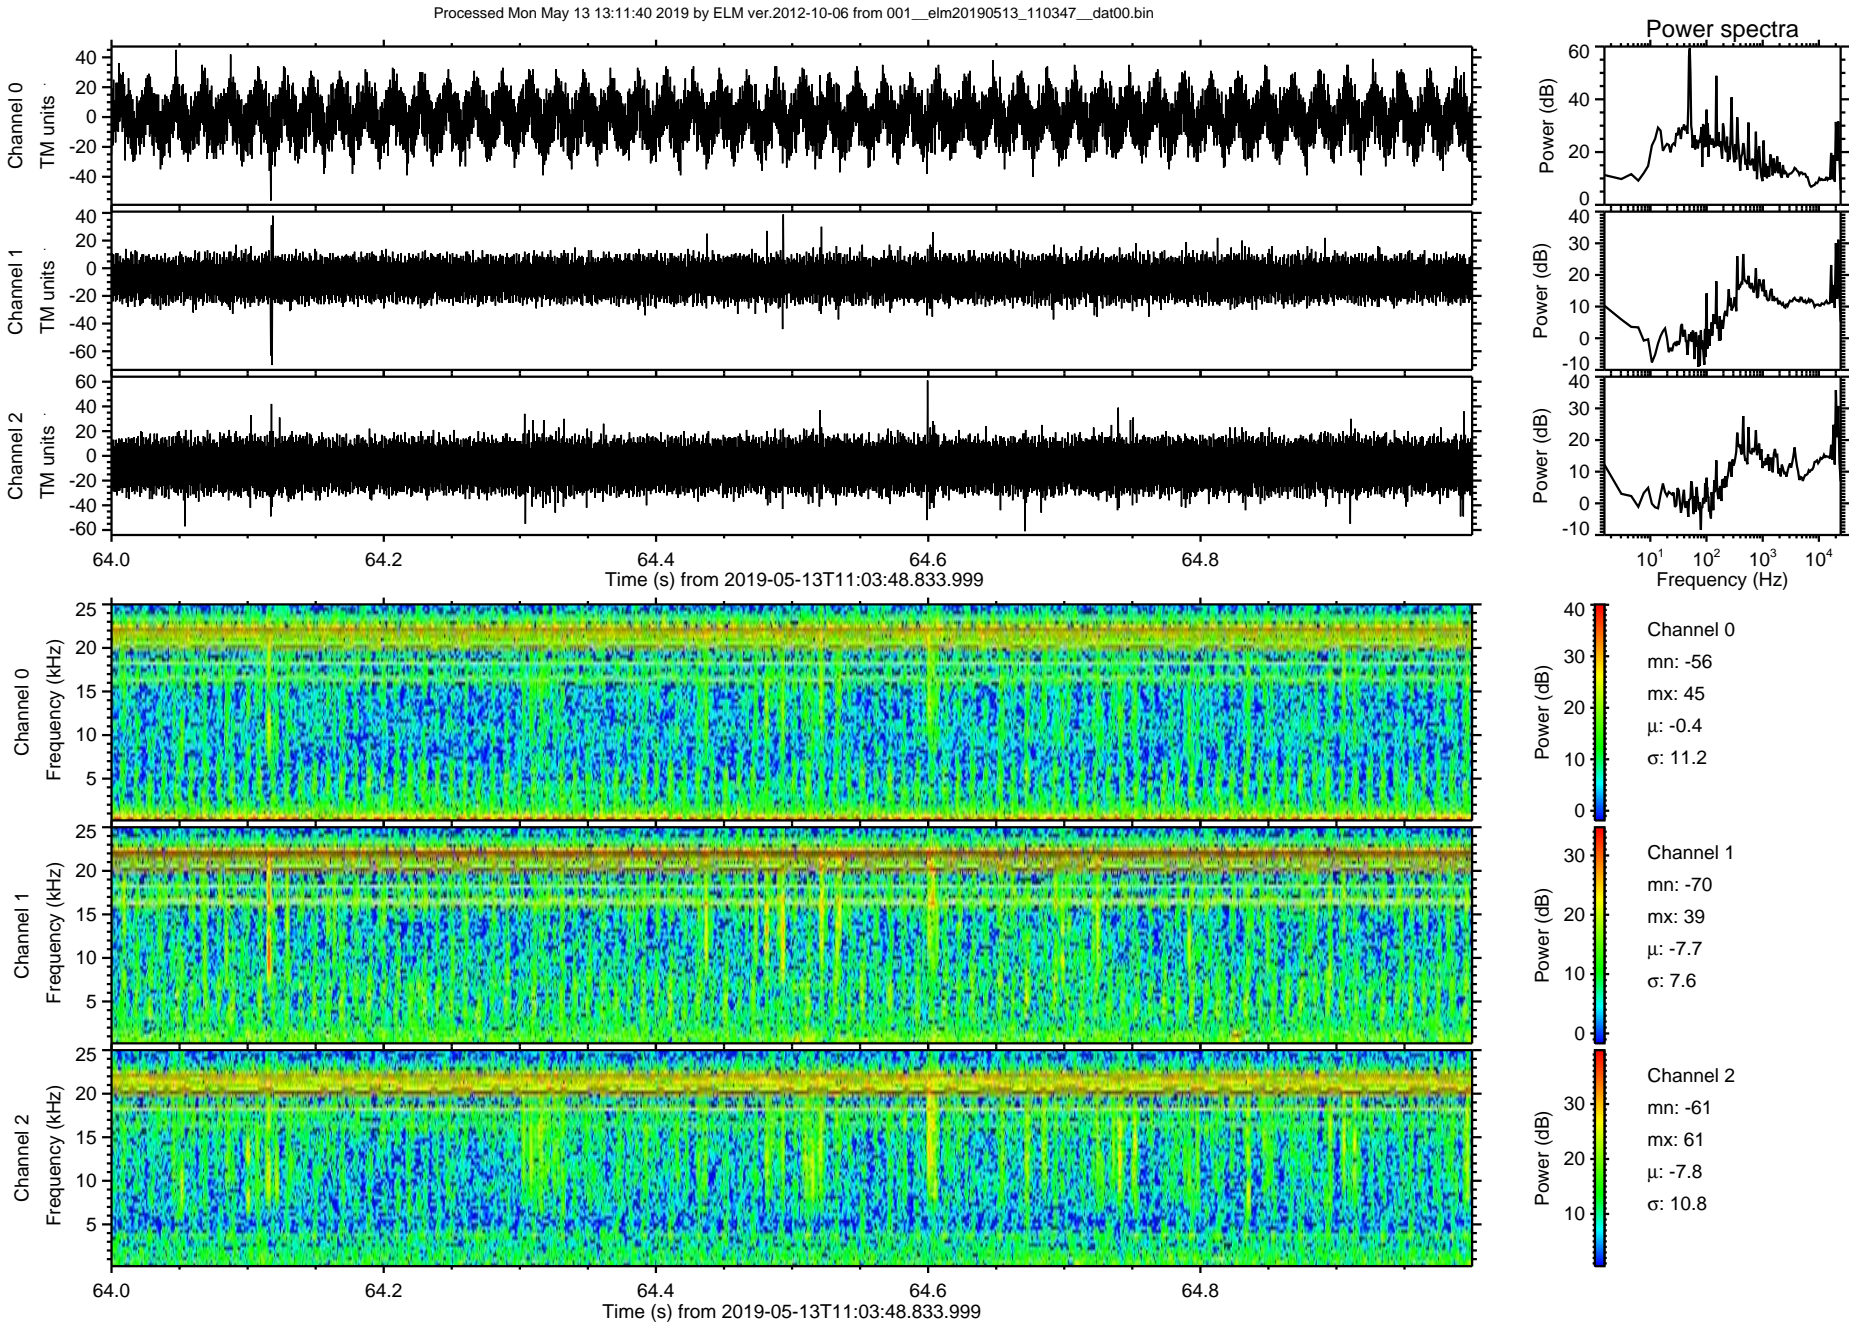 Processed Mon May 13 13:11:40 2019 by ELM ver.2012-10-06 from 001__elm20190513_110347__dat00.bin
Power spectra
Channel 0
TM units
40
20
0
-20
-40
Power (dB)
60
40
20
0
Channel 1
TM units
40
20
0
-20
-40
-60
Power (dB)
40
30
20
10
0
-10
Channel 2
TM units
60
40
20
0
-20
-40
-60
Power (dB)
40
30
20
10
0
-10
64.0 64.2 64.4 64.6 64.8
Time (s) from 2019-05-13T11:03:48.833.999
10¹ 10² 10³ 10⁴
Frequency (Hz)
Channel 0
Frequency (kHz)
25
20
15
10
5
Power (dB)
40
30
20
10
0
Channel 0
mn: -56
mx: 45
μ: -0.4
σ: 11.2
Channel 1
Frequency (kHz)
25
20
15
10
5
Power (dB)
30
20
10
0
Channel 1
mn: -70
mx: 39
μ: -7.7
σ: 7.6
Channel 2
Frequency (kHz)
25
20
15
10
5
Power (dB)
30
20
10
Channel 2
mn: -61
mx: 61
μ: -7.8
σ: 10.8
64.0 64.2 64.4 64.6 64.8
Time (s) from 2019-05-13T11:03:48.833.999